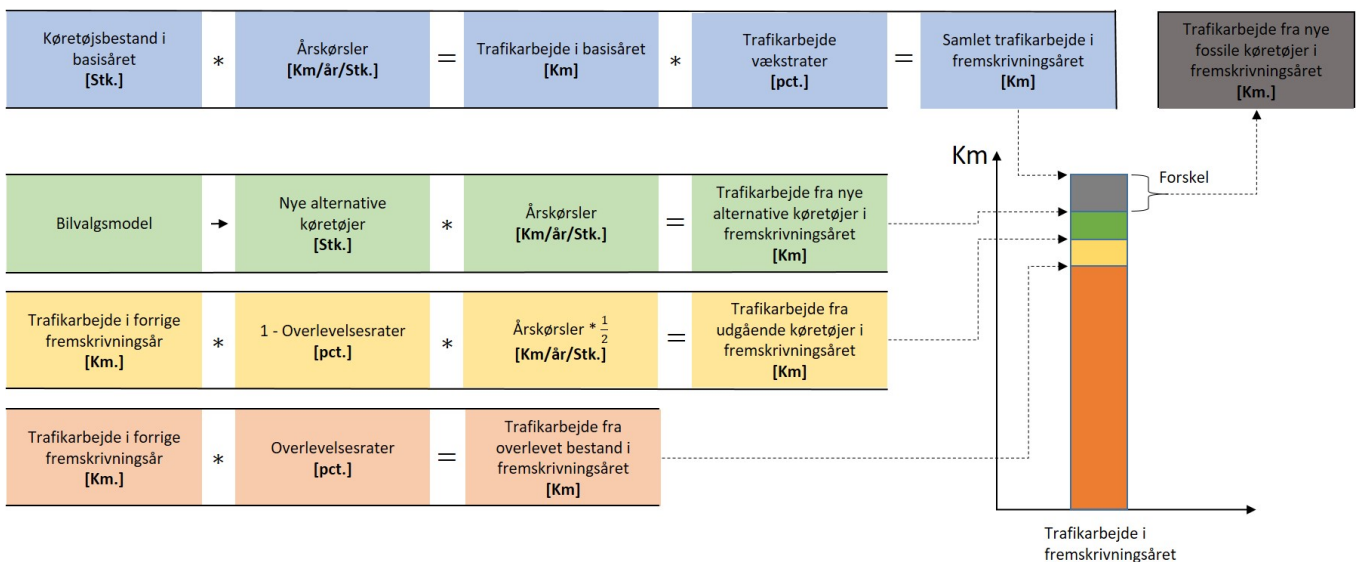 Køretøjsbestand i
basisåret
[Stk.]
*
Årskørsler
[Km/år/Stk.]
=
Trafikarbejde i basisåret
[Km]
*
Trafikarbejde
vækstrater
[pct.]
=
Samlet trafikarbejde i
fremskrivningsåret
[Km]
Trafikarbejde fra nye
fossile køretøjer i
fremskrivningsåret
[Km.]
Bilvalgsmodel
Nye alternative
køretøjer
[Stk.]
*
Årskørsler
[Km/år/Stk.]
=
Trafikarbejde fra nye
alternative køretøjer i
fremskrivningsåret
[Km]
Trafikarbejde i forrige
fremskrivningsår
[Km.]
*
1 - Overlevelsesrater
[pct.]
*
Årskørsler * 1/2
[Km/år/Stk.]
=
Trafikarbejde fra
udgående køretøjer i
fremskrivningsåret
[Km]
Trafikarbejde i forrige
fremskrivningsår
[Km.]
*
Overlevelsesrater
[pct.]
=
Trafikarbejde fra
overlevet bestand i
fremskrivningsåret
[Km]
Km
Forskel
Trafikarbejde i
fremskrivningsåret